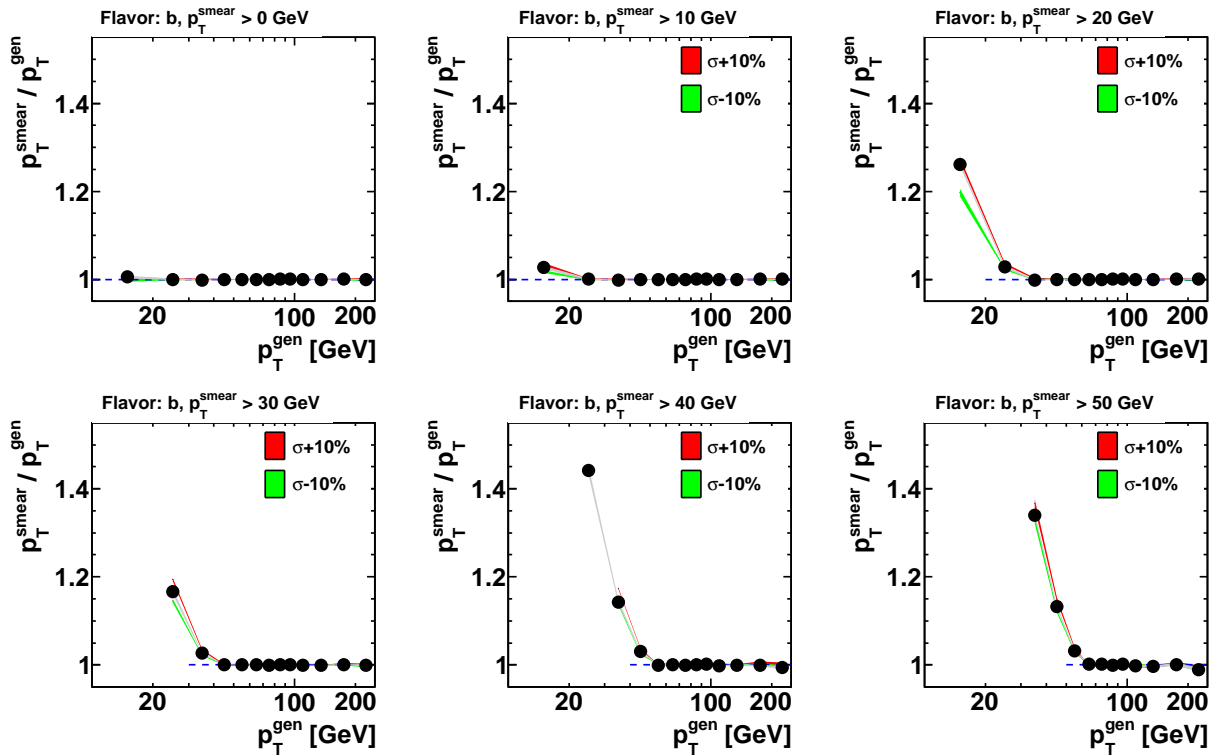 Flavor: b, p_T^smear > 0 GeV
p_T^smear / p_T^gen
1.4
1.2
1
20
100
200
p_T^gen [GeV]
Flavor: b, p_T^smear > 10 GeV
p_T^smear / p_T^gen
σ+10%
σ-10%
1.4
1.2
1
20
100
200
p_T^gen [GeV]
Flavor: b, p_T^smear > 20 GeV
p_T^smear / p_T^gen
σ+10%
σ-10%
1.4
1.2
1
20
100
200
p_T^gen [GeV]
Flavor: b, p_T^smear > 30 GeV
p_T^smear / p_T^gen
σ+10%
σ-10%
1.4
1.2
1
20
100
200
p_T^gen [GeV]
Flavor: b, p_T^smear > 40 GeV
p_T^smear / p_T^gen
σ+10%
σ-10%
1.4
1.2
1
20
100
200
p_T^gen [GeV]
Flavor: b, p_T^smear > 50 GeV
p_T^smear / p_T^gen
σ+10%
σ-10%
1.4
1.2
1
20
100
200
p_T^gen [GeV]